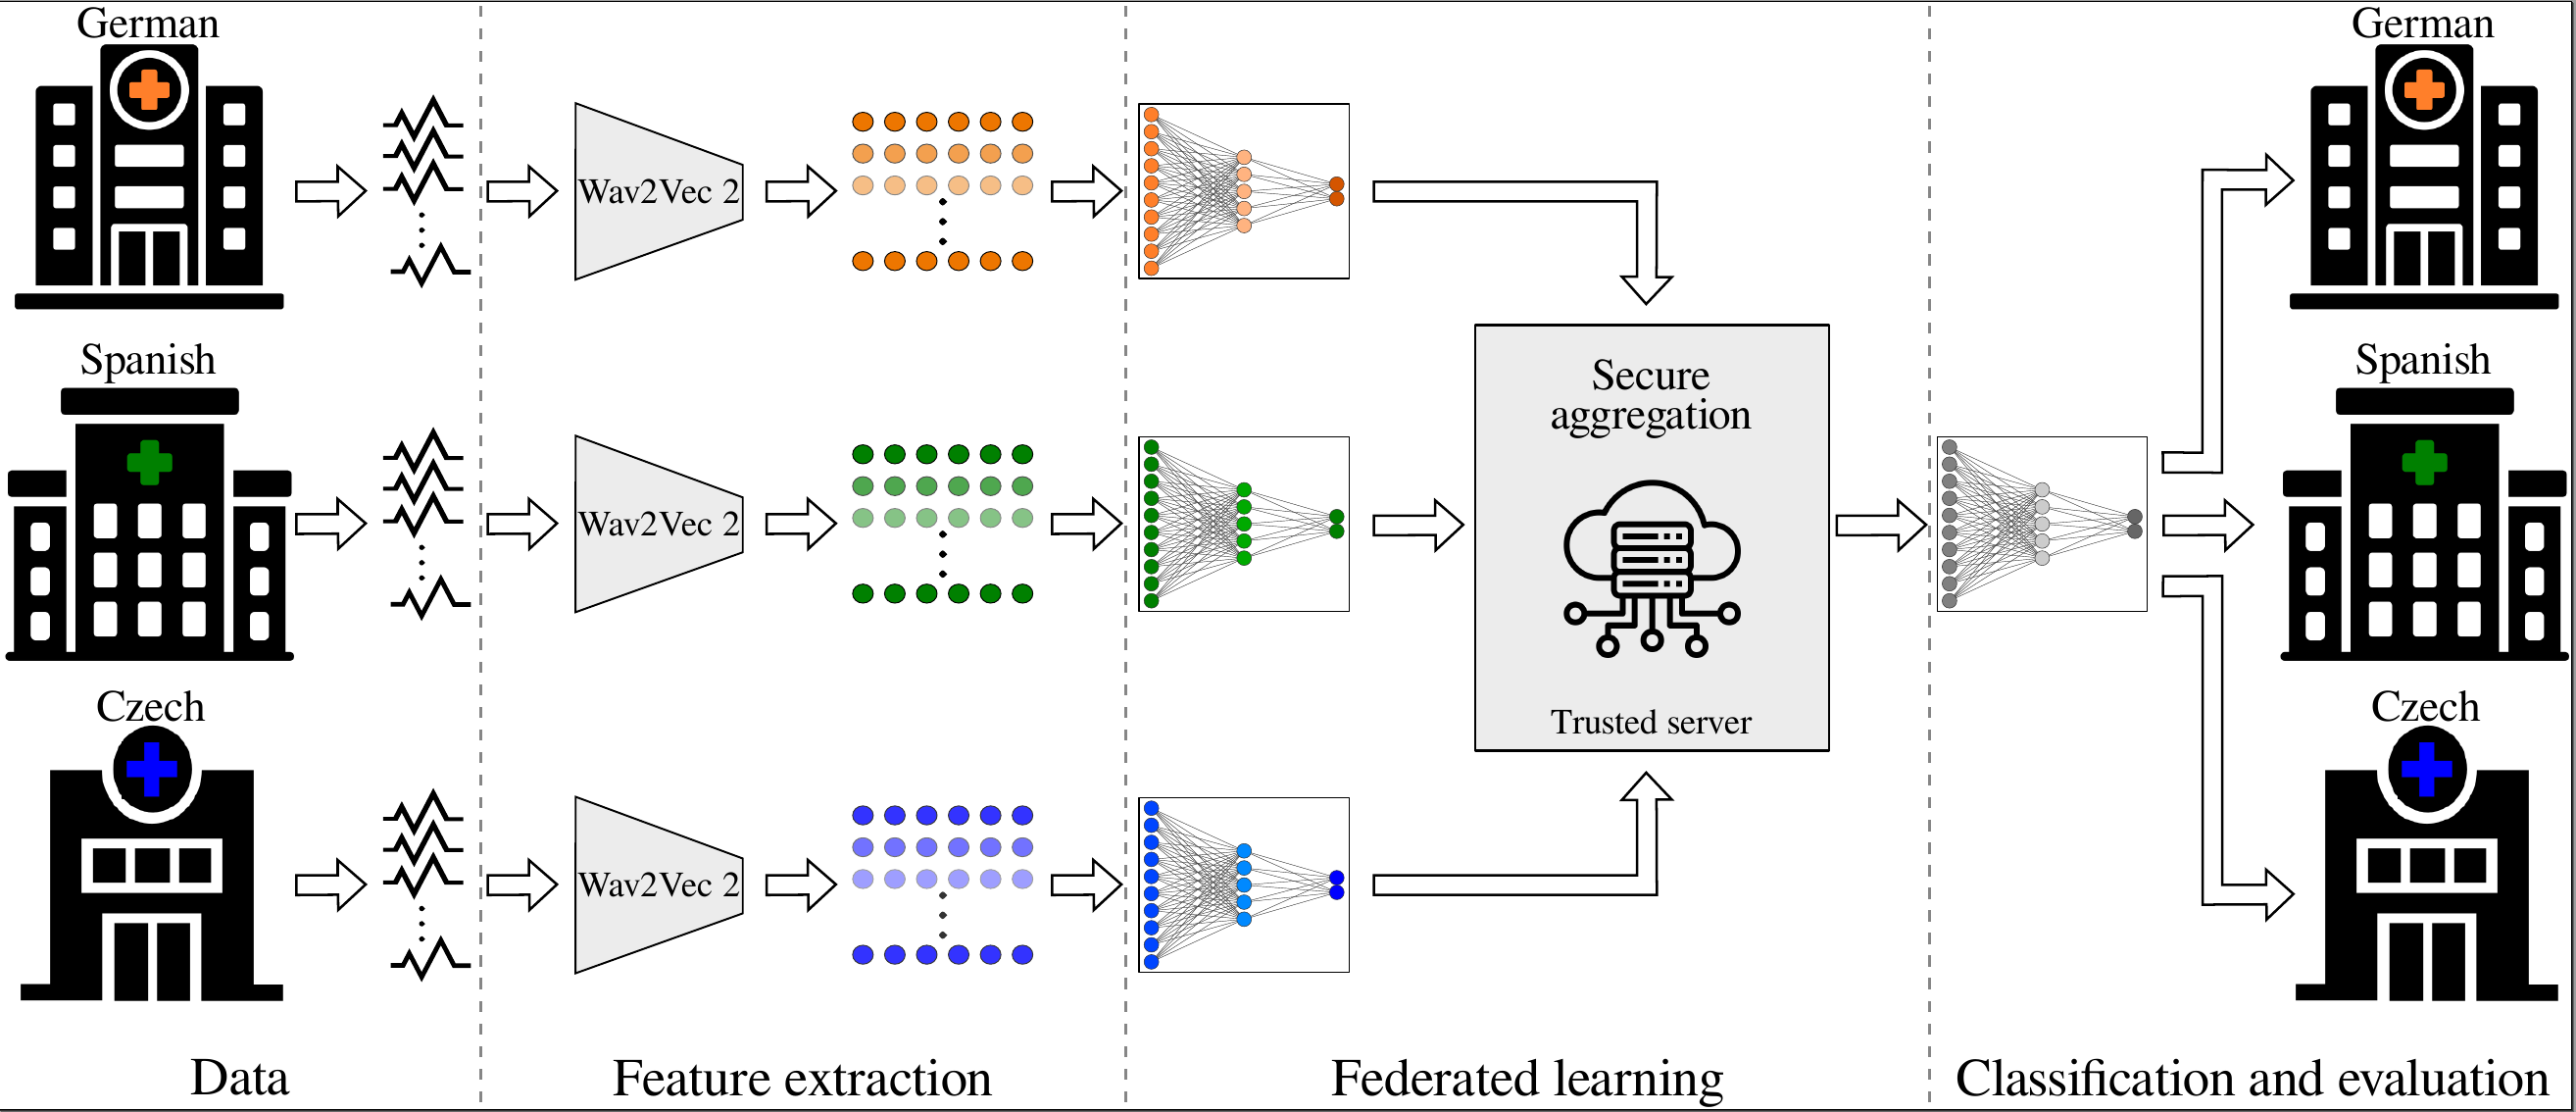 German
Wav2Vec 2
German
Spanish
Wav2Vec 2
Secure
aggregation
Trusted server
Spanish
Czech
Wav2Vec 2
Czech
Data
Feature extraction
Federated learning
Classification and evaluation